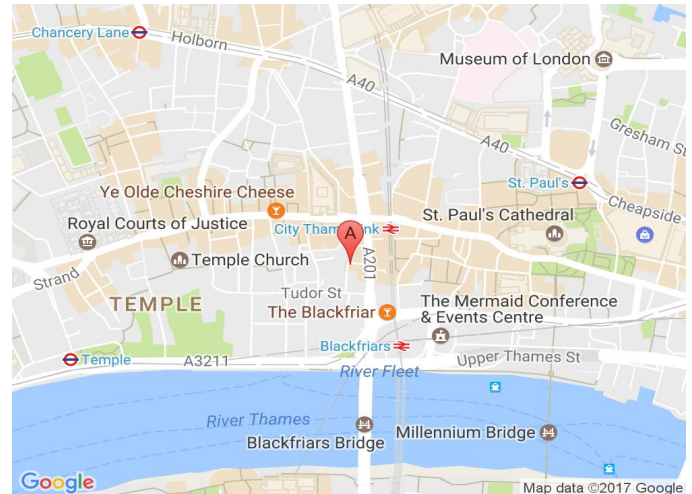 Chancery Lane
Holborn
Museum of London
A40
A40
Gresham St
St. Paul's
Cheapside
Ye Olde Cheshire Cheese
Royal Courts of Justice
City Tham nk
A
St. Paul's Cathedral
Strand
Temple Church
A201
TEMPLE
Tudor St
The Blackfriar
The Mermaid Conference
& Events Centre
Temple
A3211
Blackfriars
Upper Thames St
River Fleet
River Thames
Blackfriars Bridge
Millennium Bridge
Google
Map data ©2017 Google